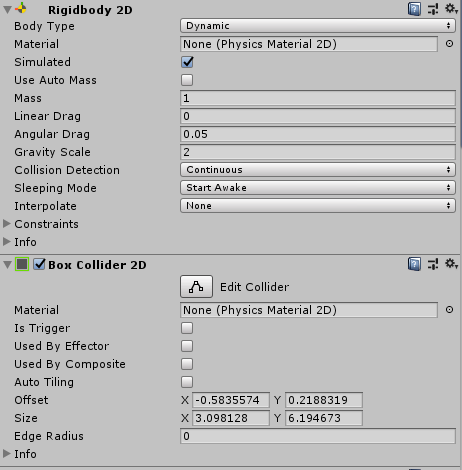 Rigidbody 2D
Body Type Dynamic
Material None (Physics Material 2D)
Simulated
Use Auto Mass
Mass 1
Linear Drag 0
Angular Drag 0.05
Gravity Scale 2
Collision Detection Continuous
Sleeping Mode Start Awake
Interpolate None
Constraints
Info
Box Collider 2D
Edit Collider
Material None (Physics Material 2D)
Is Trigger
Used By Effector
Used By Composite
Auto Tiling
Offset X -0.5835574 Y 0.2188319
Size X 3.098128 Y 6.194673
Edge Radius 0
Info